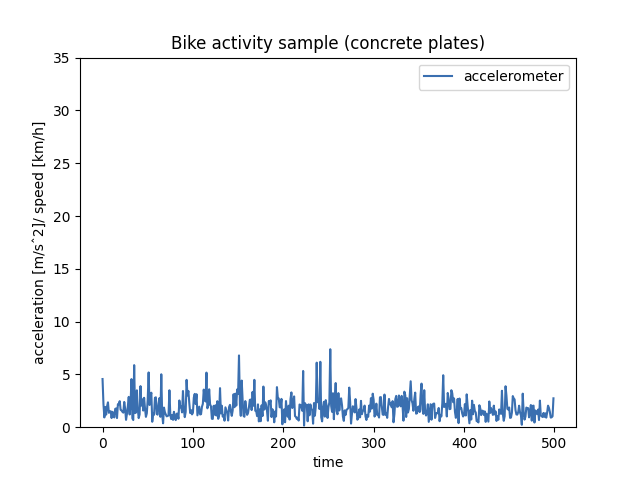 Bike activity sample (concrete plates)
accelerometer
acceleration [m/sˆ2]/ speed [km/h]
35
30
25
20
15
10
5
0
0 100 200 300 400 500
time